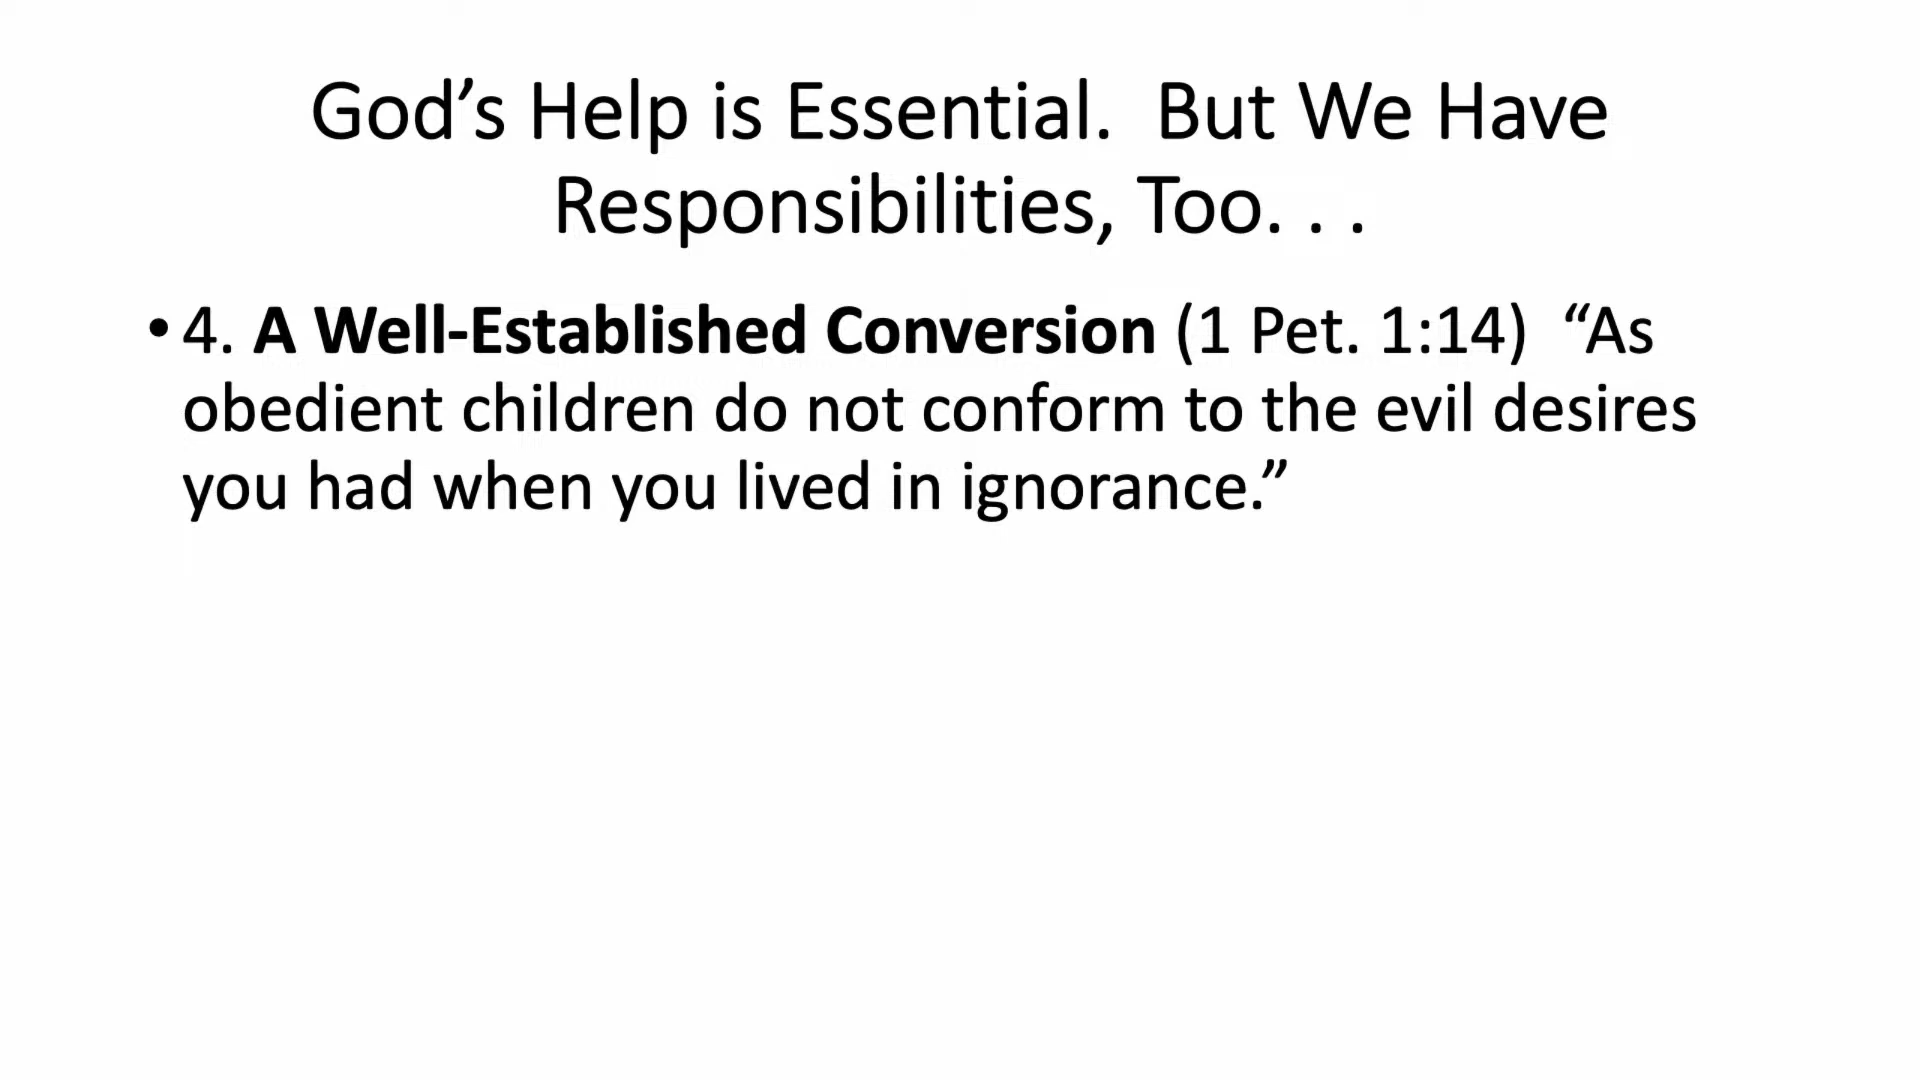 God’s Help is Essential.  But We Have
Responsibilities, Too. . .
• 4. A Well-Established Conversion (1 Pet. 1:14)  “As
obedient children do not conform to the evil desires
you had when you lived in ignorance.”